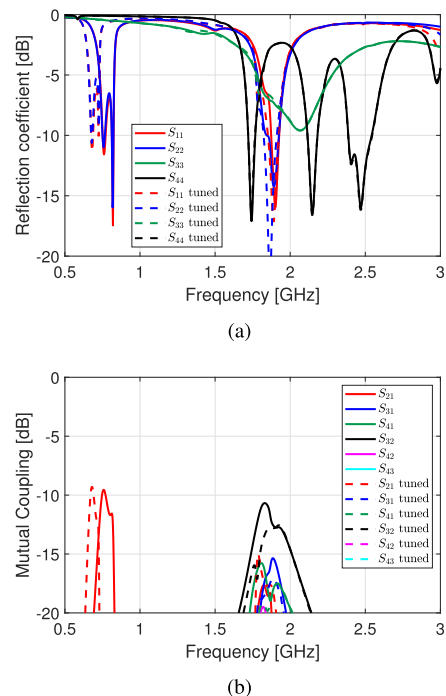 0
-5
-10
-15
-20
Reflection coefficient [dB]
S11
S22
S33
S44
S11 tuned
S22 tuned
S33 tuned
S44 tuned
0.5 1 1.5 2 2.5 3
Frequency [GHz]
(a)
0
-5
-10
-15
-20
Mutual Coupling [dB]
S21
S31
S41
S32
S42
S43
S21 tuned
S31 tuned
S41 tuned
S32 tuned
S42 tuned
S43 tuned
0.5 1 1.5 2 2.5 3
Frequency [GHz]
(b)